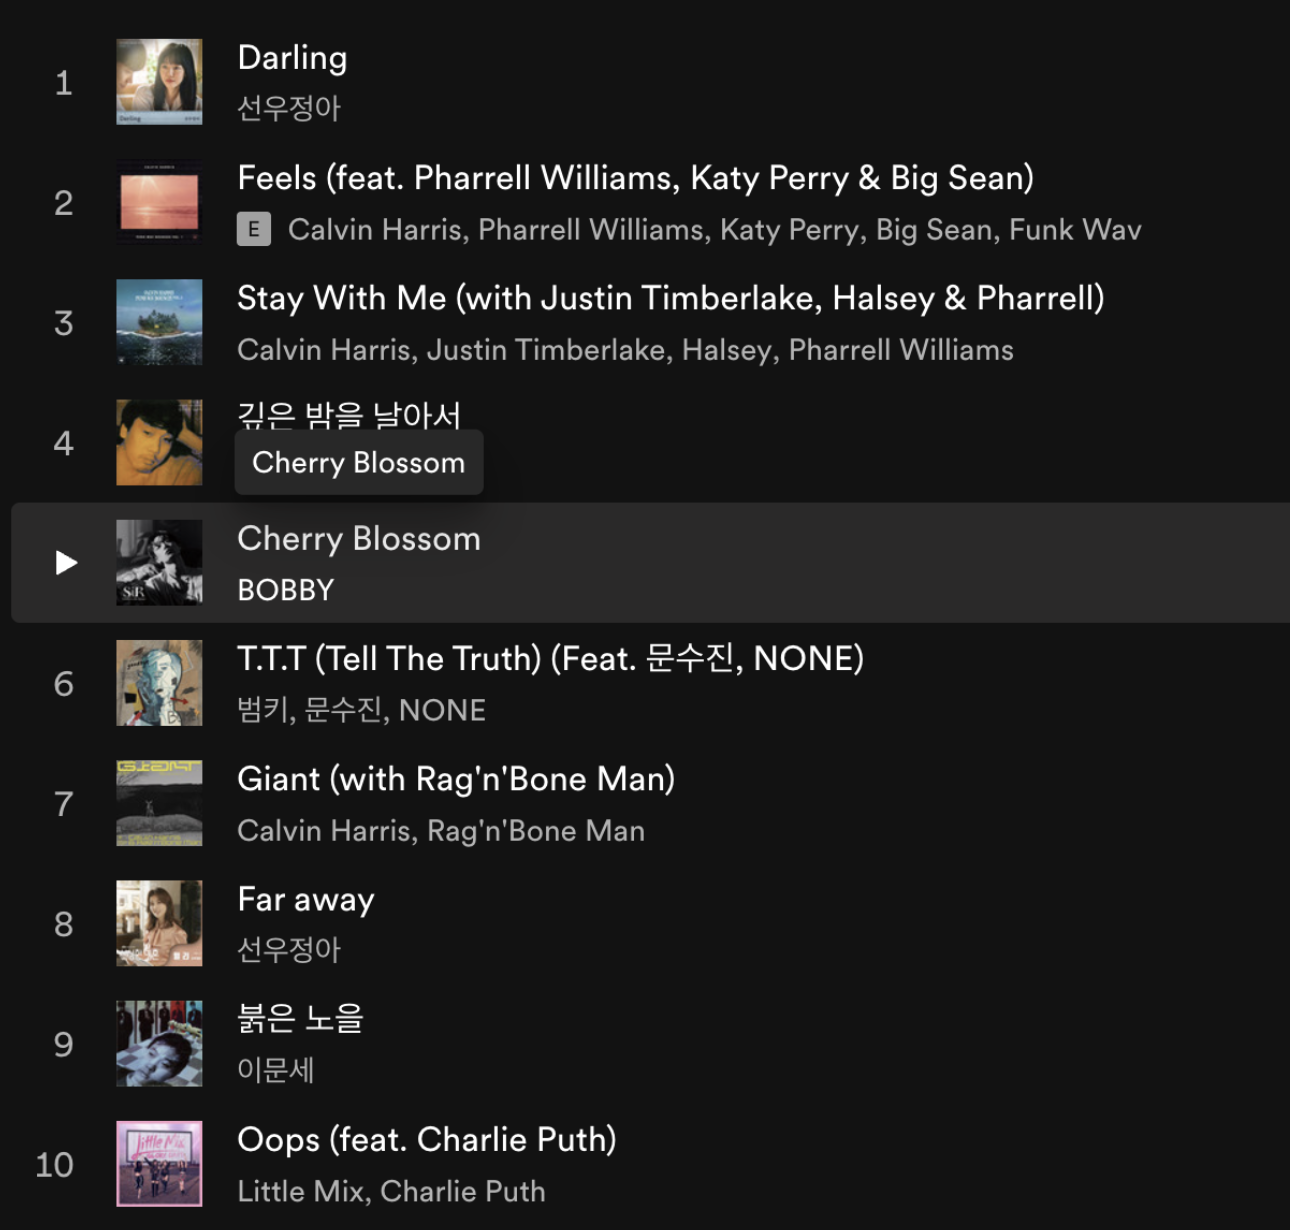 1
Darling
선우정아
2
Feels (feat. Pharrell Williams, Katy Perry & Big Sean)
E Calvin Harris, Pharrell Williams, Katy Perry, Big Sean, Funk Wav
3
Stay With Me (with Justin Timberlake, Halsey & Pharrell)
Calvin Harris, Justin Timberlake, Halsey, Pharrell Williams
4
깊은 밤을 날아서
Cherry Blossom
Cherry Blossom
BOBBY
6
T.T.T (Tell The Truth) (Feat. 문수진, NONE)
범키, 문수진, NONE
7
Giant (with Rag'n'Bone Man)
Calvin Harris, Rag'n'Bone Man
8
Far away
선우정아
9
붉은 노을
이문세
10
Little Mix
Oops (feat. Charlie Puth)
Little Mix, Charlie Puth